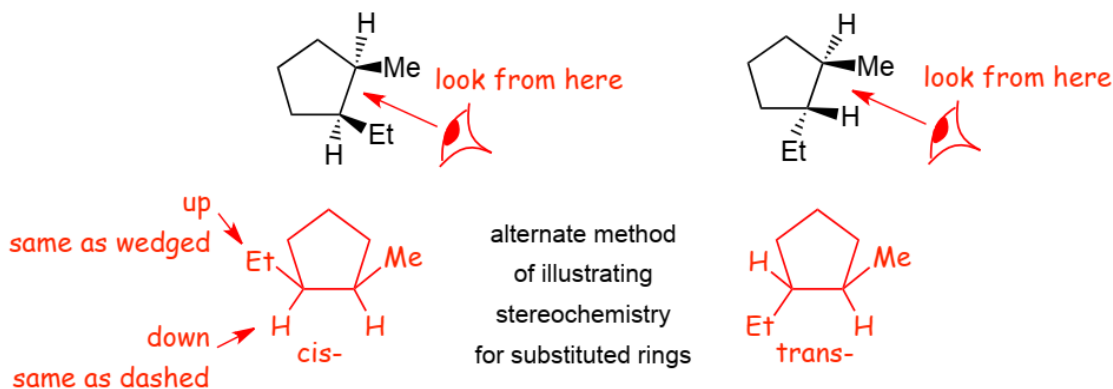 H
Me
look from here
Et
H
H
Me
look from here
H
Et
up
same as wedged
Et
Me
H
H
down
same as dashed
cis-
alternate method
of illustrating
stereochemistry
for substituted rings
H
Me
Et
H
trans-